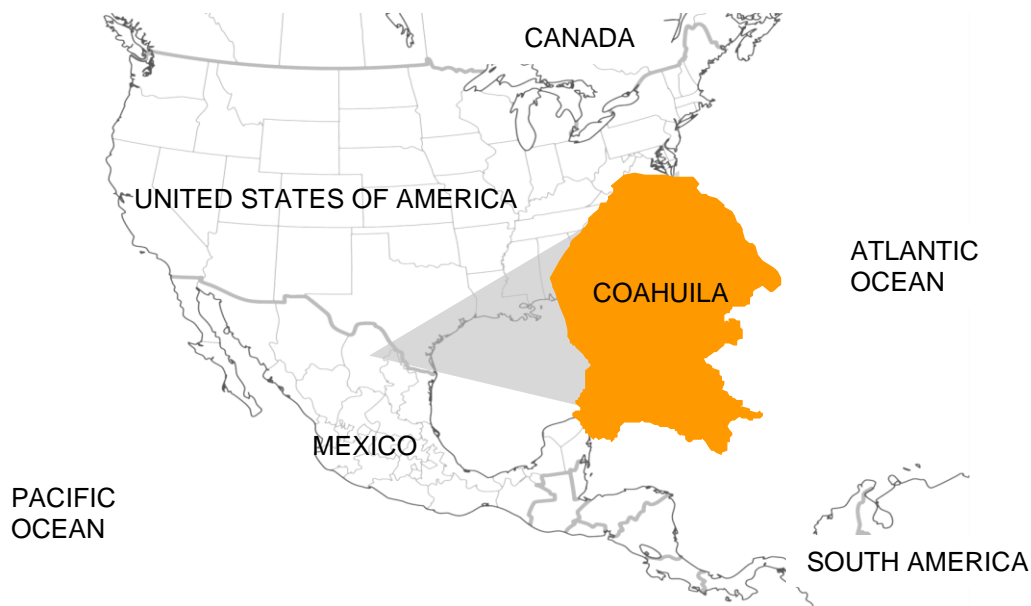 CANADA
UNITED STATES OF AMERICA
ATLANTIC
OCEAN
COAHUILA
MEXICO
PACIFIC
OCEAN
SOUTH AMERICA